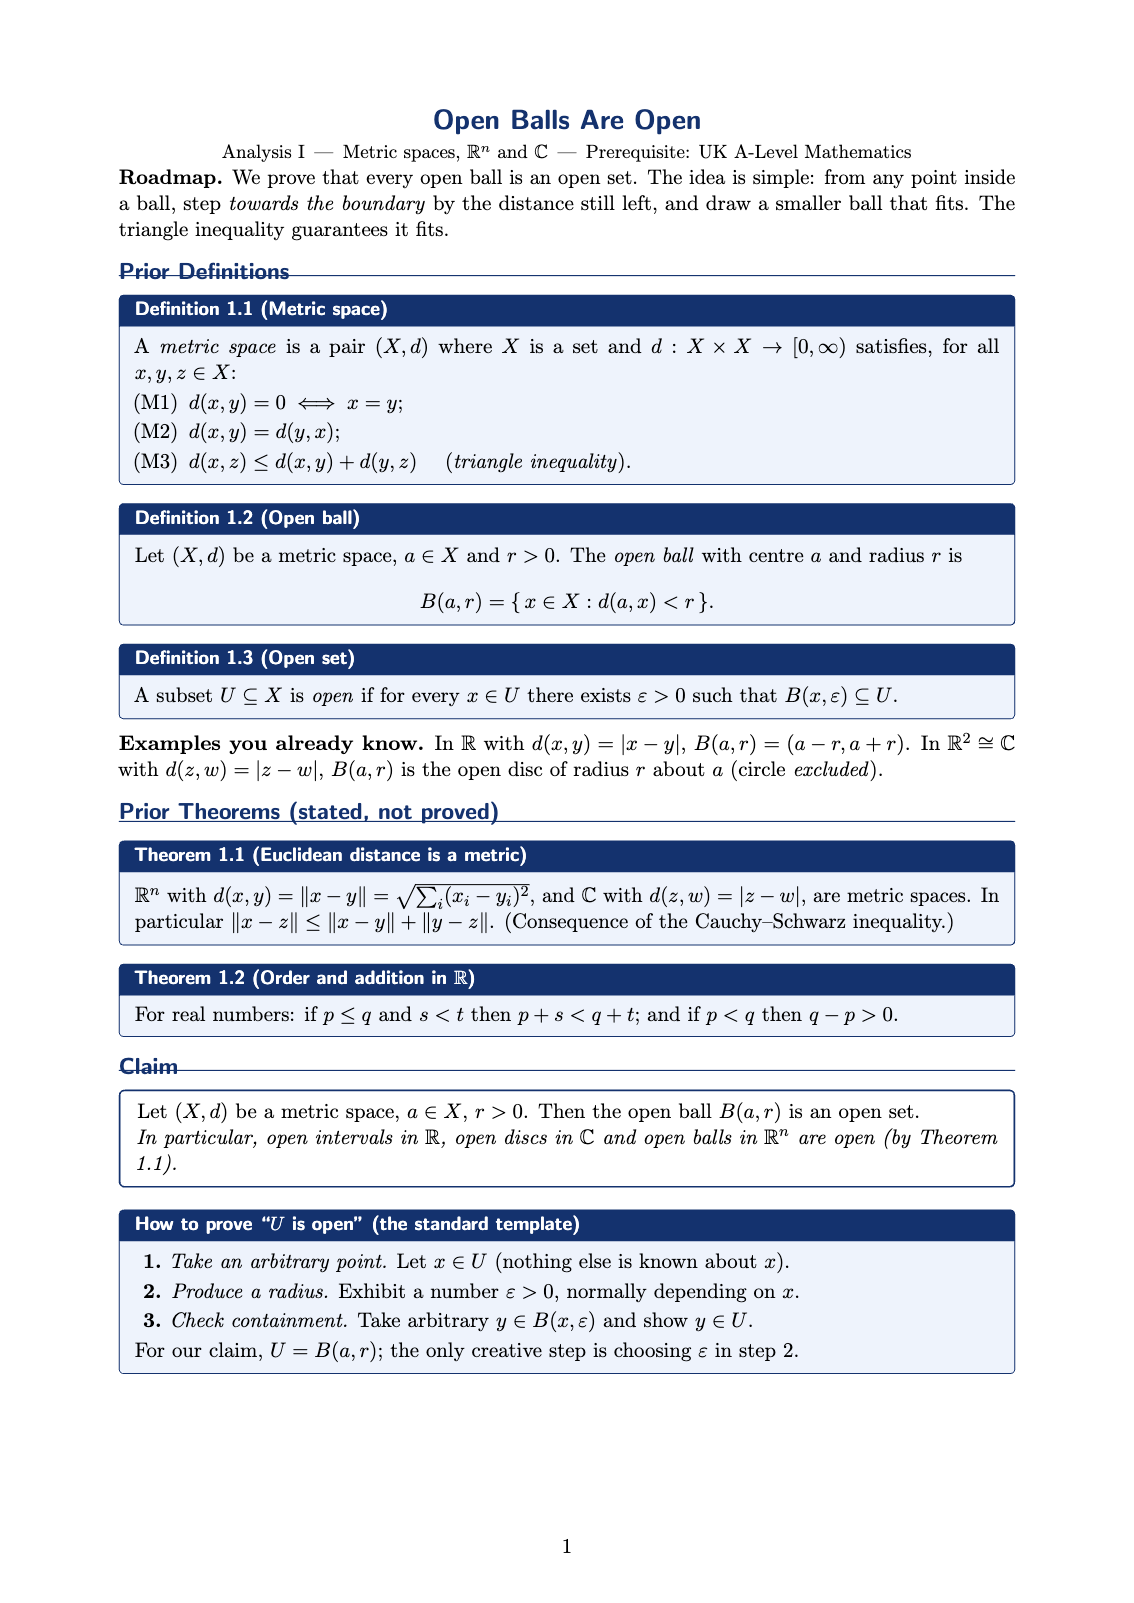 Open Balls Are Open
Analysis I — Metric spaces, ℝⁿ and ℂ — Prerequisite: UK A-Level Mathematics
Roadmap. We prove that every open ball is an open set. The idea is simple: from any point inside
a ball, step towards the boundary by the distance still left, and draw a smaller ball that fits. The
triangle inequality guarantees it fits.
Prior Definitions
Definition 1.1 (Metric space)
A metric space is a pair (X, d) where X is a set and d : X × X → [0, ∞) satisfies, for all
x, y, z ∈ X:
(M1) d(x, y) = 0 ⟺ x = y;
(M2) d(x, y) = d(y, x);
(M3) d(x, z) ≤ d(x, y) + d(y, z) (triangle inequality).
Definition 1.2 (Open ball)
Let (X, d) be a metric space, a ∈ X and r > 0. The open ball with centre a and radius r is
B(a, r) = { x ∈ X : d(a, x) < r }.
Definition 1.3 (Open set)
A subset U ⊆ X is open if for every x ∈ U there exists ε > 0 such that B(x, ε) ⊆ U.
Examples you already know. In ℝ with d(x, y) = |x − y|, B(a, r) = (a − r, a + r). In ℝ² ≅ ℂ
with d(z, w) = |z − w|, B(a, r) is the open disc of radius r about a (circle excluded).
Prior Theorems (stated, not proved)
Theorem 1.1 (Euclidean distance is a metric)
ℝⁿ with d(x, y) = ‖x − y‖ = √∑ᵢ(xᵢ − yᵢ)², and ℂ with d(z, w) = |z − w|, are metric spaces. In
particular ‖x − z‖ ≤ ‖x − y‖ + ‖y − z‖. (Consequence of the Cauchy–Schwarz inequality.)
Theorem 1.2 (Order and addition in ℝ)
For real numbers: if p ≤ q and s < t then p + s < q + t; and if p < q then q − p > 0.
Claim
Let (X, d) be a metric space, a ∈ X, r > 0. Then the open ball B(a, r) is an open set.
In particular, open intervals in ℝ, open discs in ℂ and open balls in ℝⁿ are open (by Theorem
1.1).
How to prove “U is open” (the standard template)
1. Take an arbitrary point. Let x ∈ U (nothing else is known about x).
2. Produce a radius. Exhibit a number ε > 0, normally depending on x.
3. Check containment. Take arbitrary y ∈ B(x, ε) and show y ∈ U.
For our claim, U = B(a, r); the only creative step is choosing ε in step 2.
1